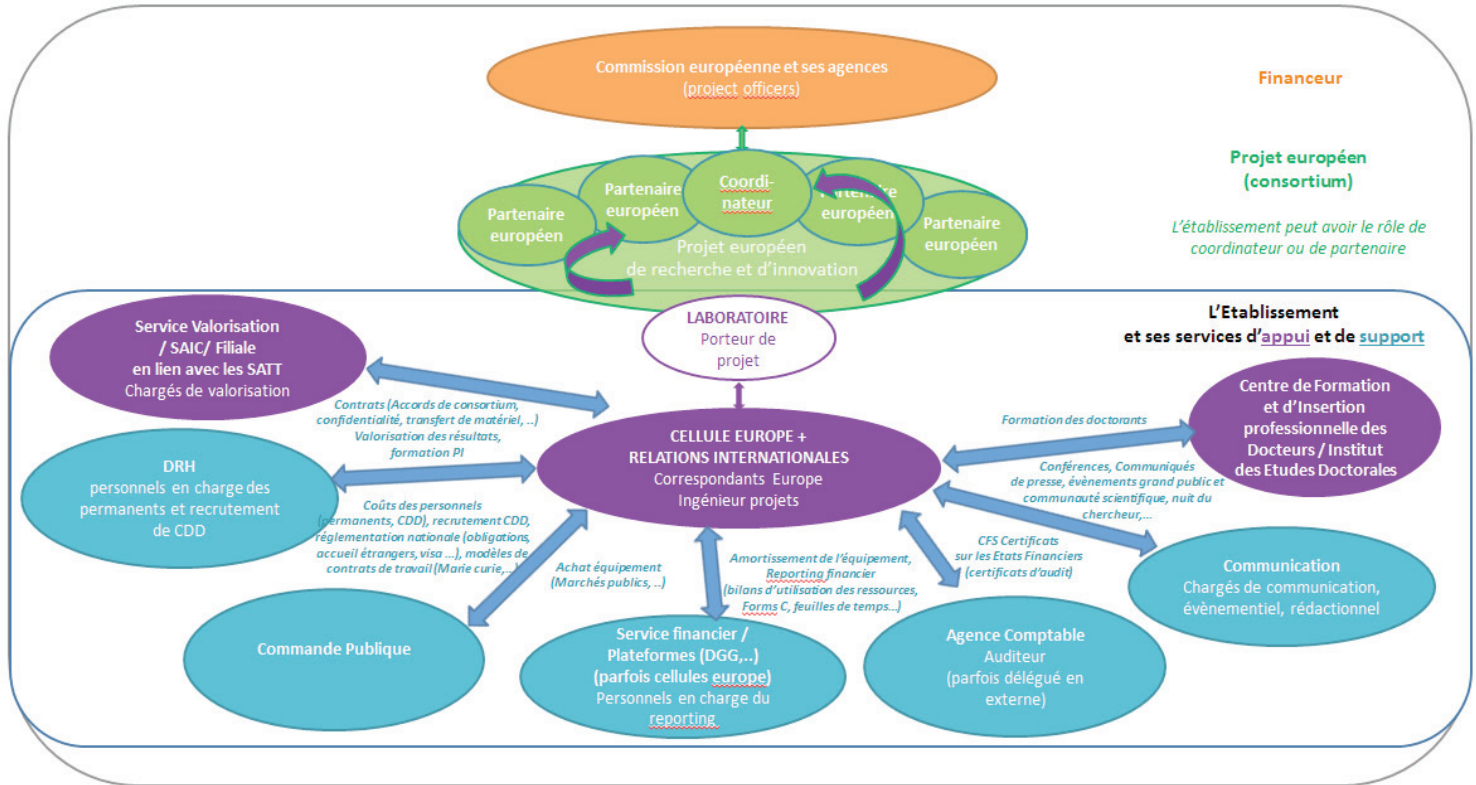 Commission européenne et ses agences
(project officers)
Financeur
Projet européen
(consortium)
L'établissement peut avoir le rôle de
coordinateur ou de partenaire
Partenaire
européen
Partenaire
européen
Coordi-
nateur
Partenaire
européen
Partenaire
européen
Projet européen
de recherche et d'innovation
LABORATOIRE
Porteur de
projet
L'Etablissement
et ses services d'appui et de support
Service Valorisation
/ SAIC/ Filiale
en lien avec les SATT
Chargés de valorisation
Contrats (Accords de consortium,
confidentialité, transfert de matériel, ..)
Valorisation des résultats,
formation PI
CELLULE EUROPE +
RELATIONS INTERNATIONALES
Correspondants Europe
Ingénieur projets
Formation des doctorants
Centre de Formation
et d'Insertion
professionnelle des
Docteurs / Institut
des Etudes Doctorales
DRH
personnels en charge des
permanents et recrutement
de CDD
Coûts des personnels
(permanents, CDD), recrutement CDD,
réglementation nationale (obligations,
accueil étrangers, visa ...), modèles de
contrats de travail (Marie curie,..)
Conférences, Communiqués
de presse, évènements grand public et
communauté scientifique, nuit du
chercheur,...
Achat équipement
(Marchés publics, ..)
Amortissement de l'équipement,
Reporting financier
(bilans d'utilisation des ressources,
Forms C, feuilles de temps...)
CFS Certificats
sur les Etats Financiers
(certificats d'audit)
Communication
Chargés de communication,
évènementiel, rédactionnel
Commande Publique
Service financier /
Plateformes (DGG,..)
(parfois cellules europe)
Personnels en charge du
reporting
Agence Comptable
Auditeur
(parfois délégué en
externe)